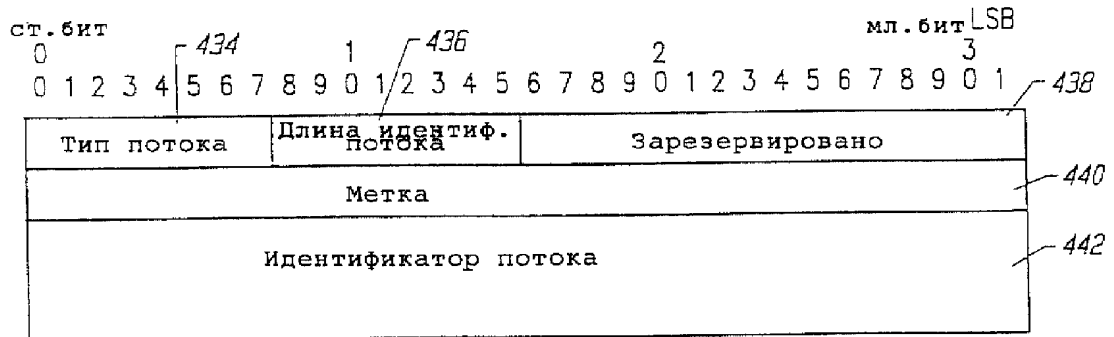 ст.бит мл.бит LSB
0 434 1 436 2 3
0 1 2 3 4 5 6 7 8 9 0 1 2 3 4 5 6 7 8 9 0 1 2 3 4 5 6 7 8 9 0 1 438
Тип потока Длина идентиф. потока Зарезервировано
Метка 440
Идентификатор потока 442